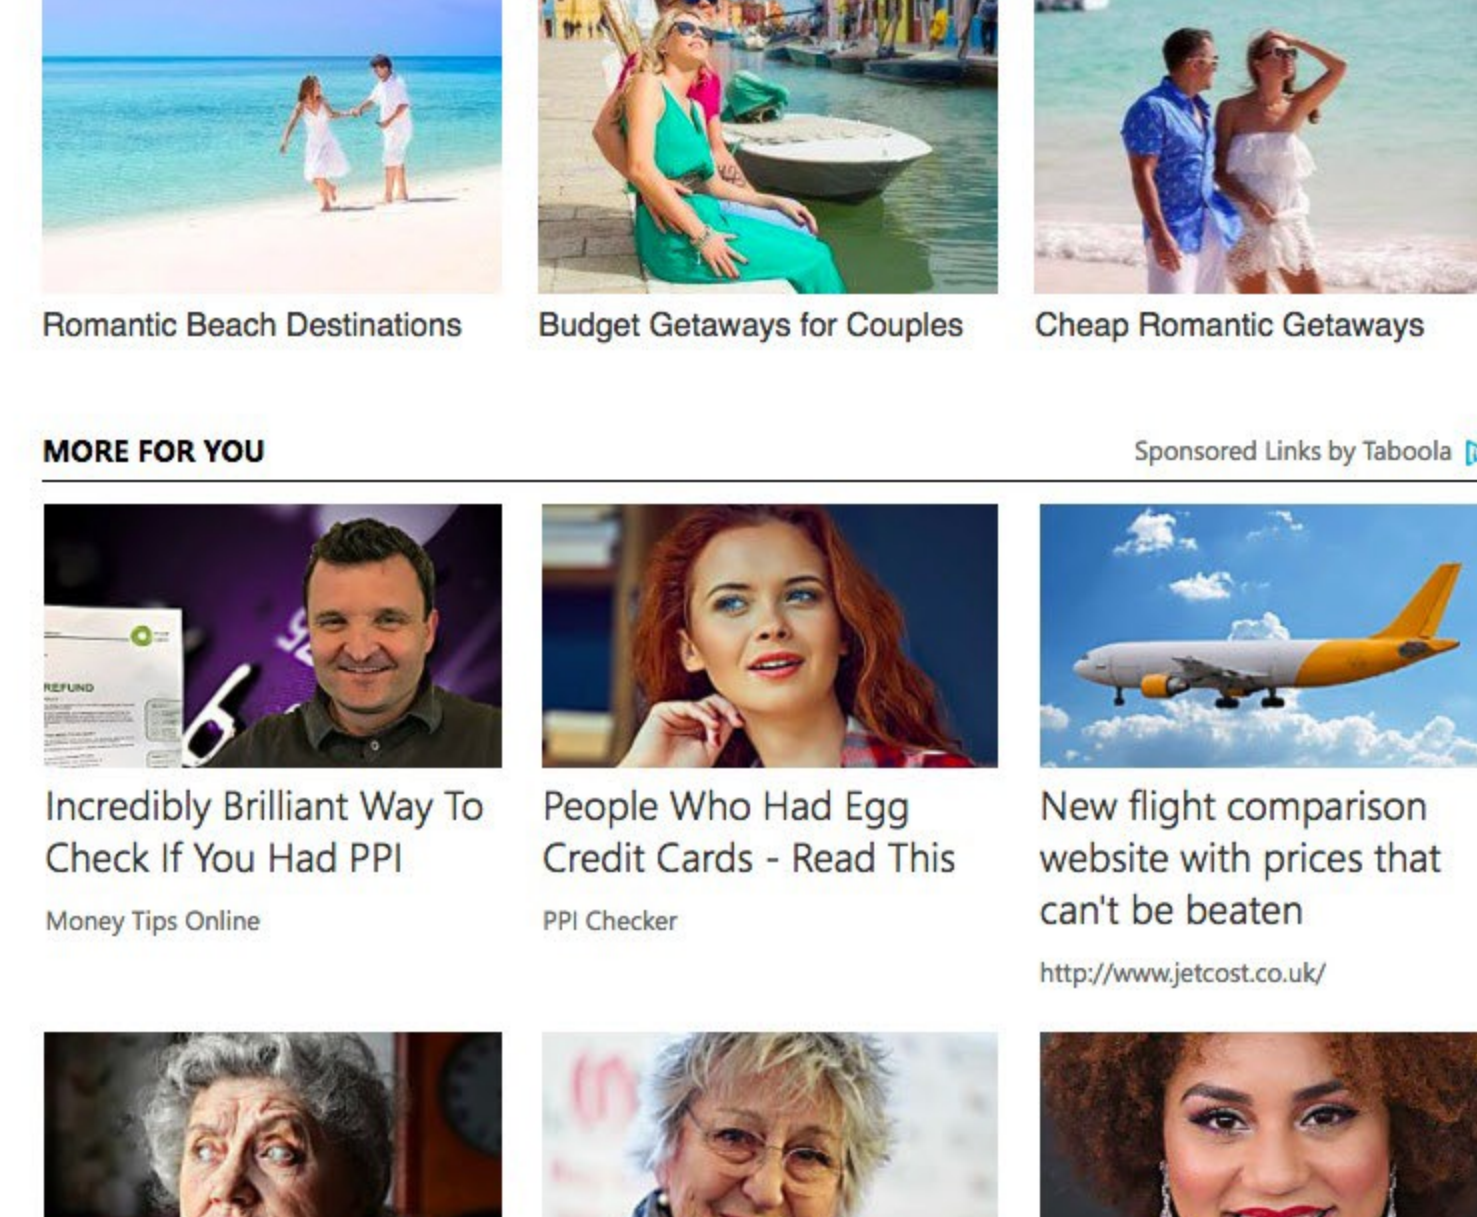 Romantic Beach Destinations
Budget Getaways for Couples
Cheap Romantic Getaways
MORE FOR YOU
Sponsored Links by Taboola
REFUND
Incredibly Brilliant Way To
Check If You Had PPI
Money Tips Online
People Who Had Egg
Credit Cards - Read This
PPI Checker
New flight comparison
website with prices that
can't be beaten
http://www.jetcost.co.uk/